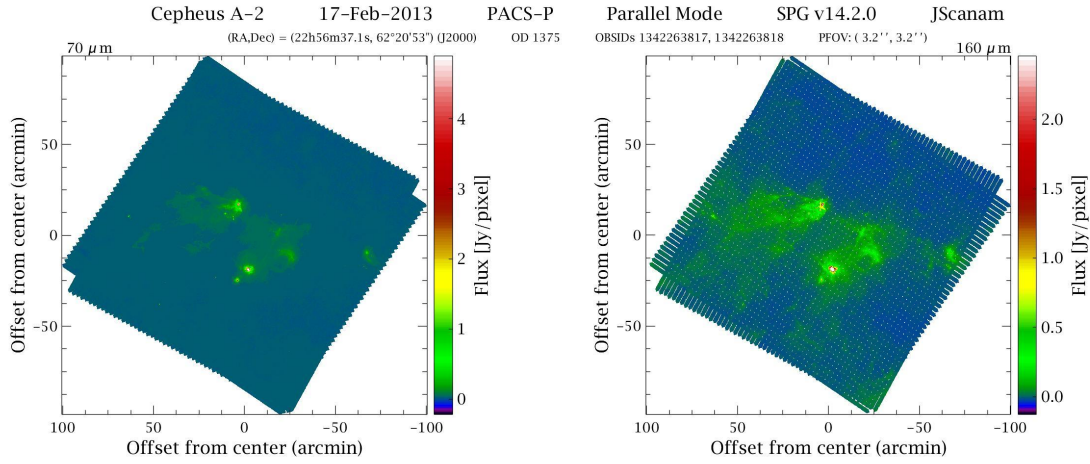 Cepheus A-2 17-Feb-2013 PACS-P Parallel Mode SPG v14.2.0 JScanam
(RA,Dec) = (22h56m37.1s, 62°20'53") (J2000) OD 1375 OBSIDs 1342263817, 1342263818 PFOV: ( 3.2'', 3.2'')
70 µm
160 µm
Offset from center (arcmin)
50
0
−50
100 50 0 −50 −100
Offset from center (arcmin)
4
3
2
1
0
Flux [Jy/pixel]
Offset from center (arcmin)
50
0
−50
100 50 0 −50 −100
Offset from center (arcmin)
2.0
1.5
1.0
0.5
0.0
Flux [Jy/pixel]